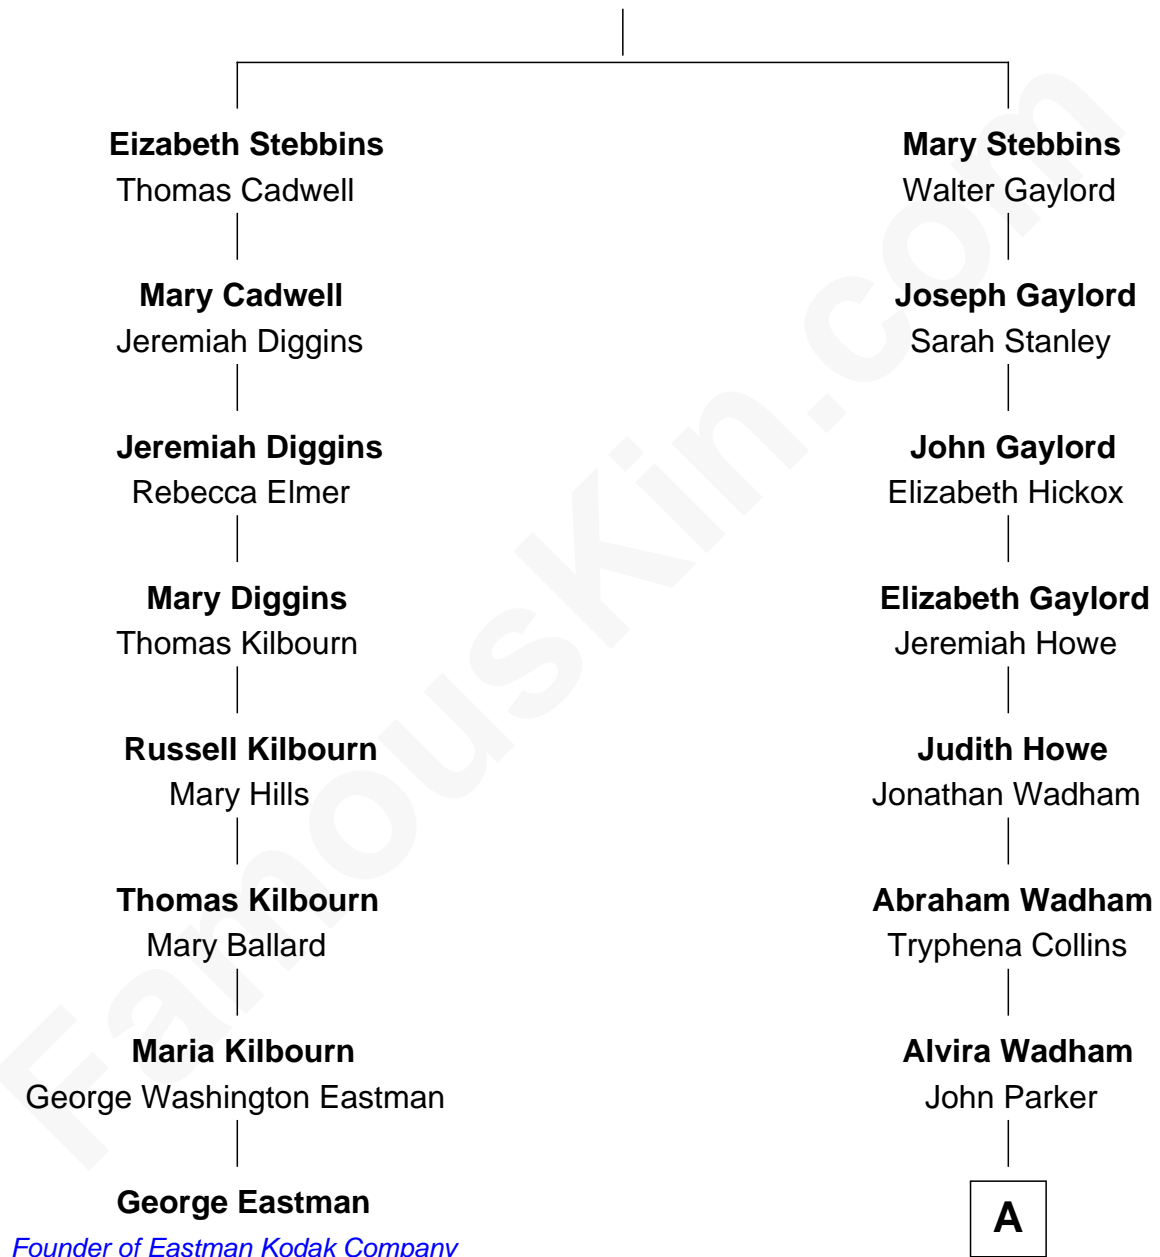 Eizabeth Stebbins
Thomas Cadwell
Mary Cadwell
Jeremiah Diggins
Jeremiah Diggins
Rebecca Elmer
Mary Diggins
Thomas Kilbourn
Russell Kilbourn
Mary Hills
Thomas Kilbourn
Mary Ballard
Maria Kilbourn
George Washington Eastman
George Eastman
Founder of Eastman Kodak Company
Mary Stebbins
Walter Gaylord
Joseph Gaylord
Sarah Stanley
John Gaylord
Elizabeth Hickox
Elizabeth Gaylord
Jeremiah Howe
Judith Howe
Jonathan Wadham
Abraham Wadham
Tryphena Collins
Alvira Wadham
John Parker
A
FamousKin.com